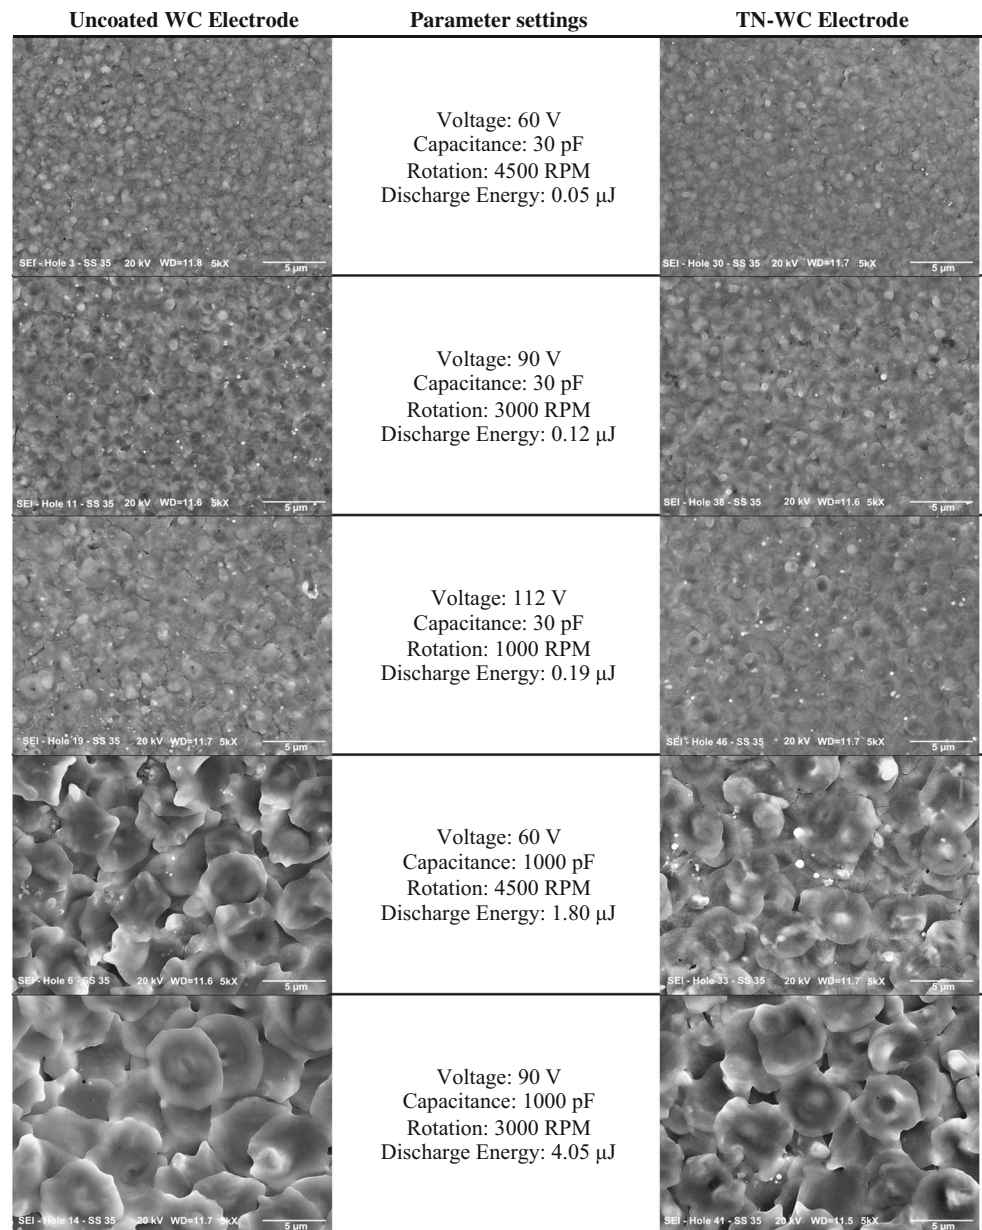 Uncoated WC Electrode Parameter settings TN-WC Electrode
Voltage: 60 V
Capacitance: 30 pF
Rotation: 4500 RPM
Discharge Energy: 0.05 μJ
SEI - Hole 3 - SS 35 20 kV WD=11.8 5kX 5 μm
SEI - Hole 30 - SS 35 20 kV WD=11.7 5kX 5 μm
Voltage: 90 V
Capacitance: 30 pF
Rotation: 3000 RPM
Discharge Energy: 0.12 μJ
SEI - Hole 11 - SS 35 20 kV WD=11.6 5kX 5 μm
SEI - Hole 38 - SS 35 20 kV WD=11.6 5kX 5 μm
Voltage: 112 V
Capacitance: 30 pF
Rotation: 1000 RPM
Discharge Energy: 0.19 μJ
SEI - Hole 19 - SS 35 20 kV WD=11.7 5kX 5 μm
SEI - Hole 46 - SS 35 20 kV WD=11.7 5kX 5 μm
Voltage: 60 V
Capacitance: 1000 pF
Rotation: 4500 RPM
Discharge Energy: 1.80 μJ
SEI - Hole 6 - SS 35 20 kV WD=11.6 5kX 5 μm
SEI - Hole 33 - SS 35 20 kV WD=11.7 5kX 5 μm
Voltage: 90 V
Capacitance: 1000 pF
Rotation: 3000 RPM
Discharge Energy: 4.05 μJ
SEI - Hole 14 - SS 35 20 kV WD=11.7 5kX 5 μm
SEI - Hole 41 - SS 35 20 kV WD=11.5 5kX 5 μm